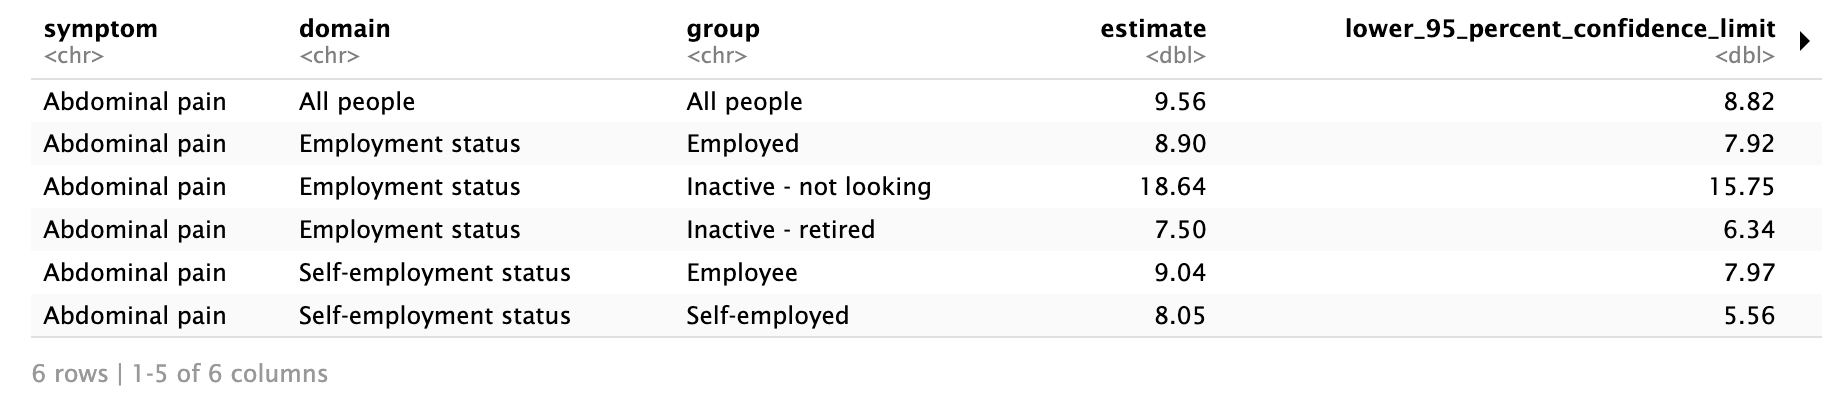 symptom domain group estimate lower_95_percent_confidence_limit
<chr> <chr> <chr> <dbl> <dbl>
Abdominal pain All people All people 9.56 8.82
Abdominal pain Employment status Employed 8.90 7.92
Abdominal pain Employment status Inactive - not looking 18.64 15.75
Abdominal pain Employment status Inactive - retired 7.50 6.34
Abdominal pain Self-employment status Employee 9.04 7.97
Abdominal pain Self-employment status Self-employed 8.05 5.56
6 rows | 1-5 of 6 columns